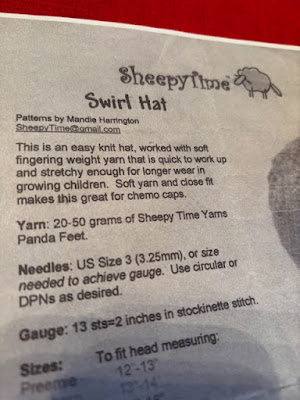 SheepyTime
Swirl Hat
Patterns by Mandie Harrington
SheepyTime@gmail.com
This is an easy knit hat, worked with soft
fingering weight yarn that is quick to work up
and stretchy enough for longer wear in
growing children. Soft yarn and close fit
makes this great for chemo caps.
Yarn: 20-50 grams of Sheepy Time Yarns
Panda Feet.
Needles: US Size 3 (3.25mm), or size
needed to achieve gauge. Use circular or
DPNs as desired.
Gauge: 13 sts=2 inches in stockinette stitch.
Sizes: To fit head measuring:
Preemie 12"-13"
13"-14"